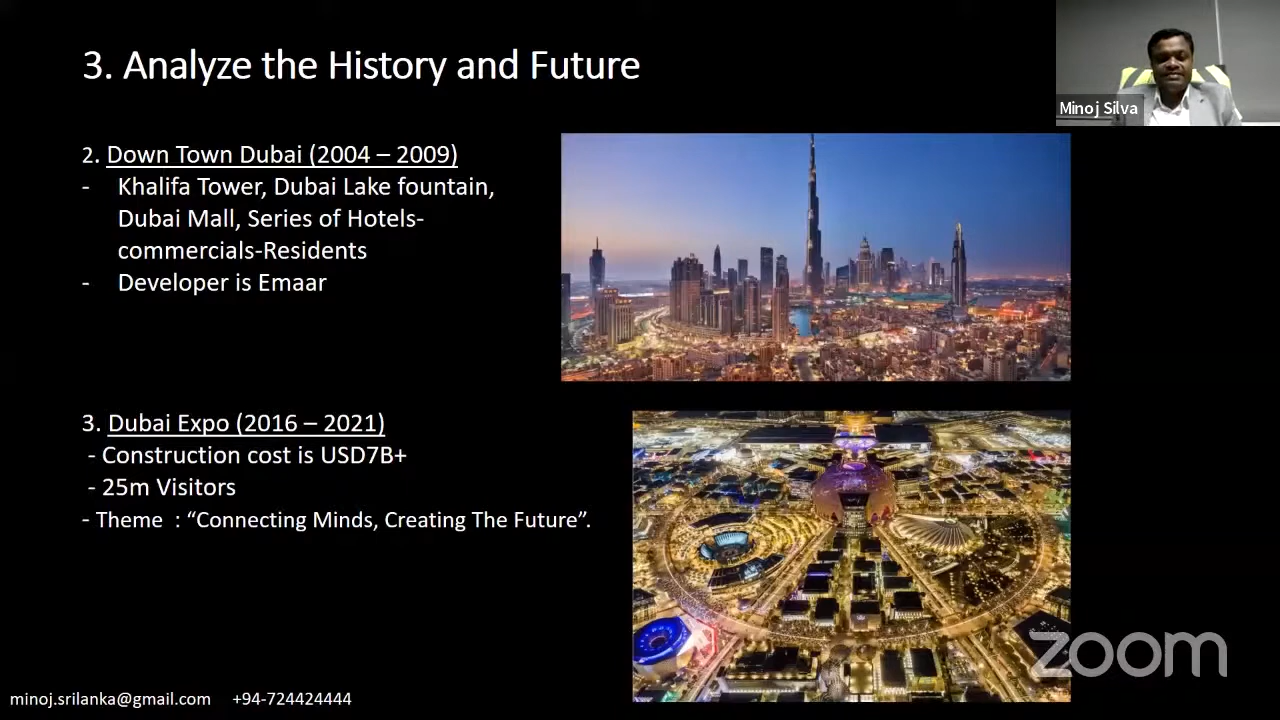 3. Analyze the History and Future
Minoj Silva
2. Down Town Dubai (2004 – 2009)
- Khalifa Tower, Dubai Lake fountain,
Dubai Mall, Series of Hotels-
commercials-Residents
- Developer is Emaar
3. Dubai Expo (2016 – 2021)
- Construction cost is USD7B+
- 25m Visitors
- Theme : “Connecting Minds, Creating The Future”.
zoom
minoj.srilanka@gmail.com +94-724424444